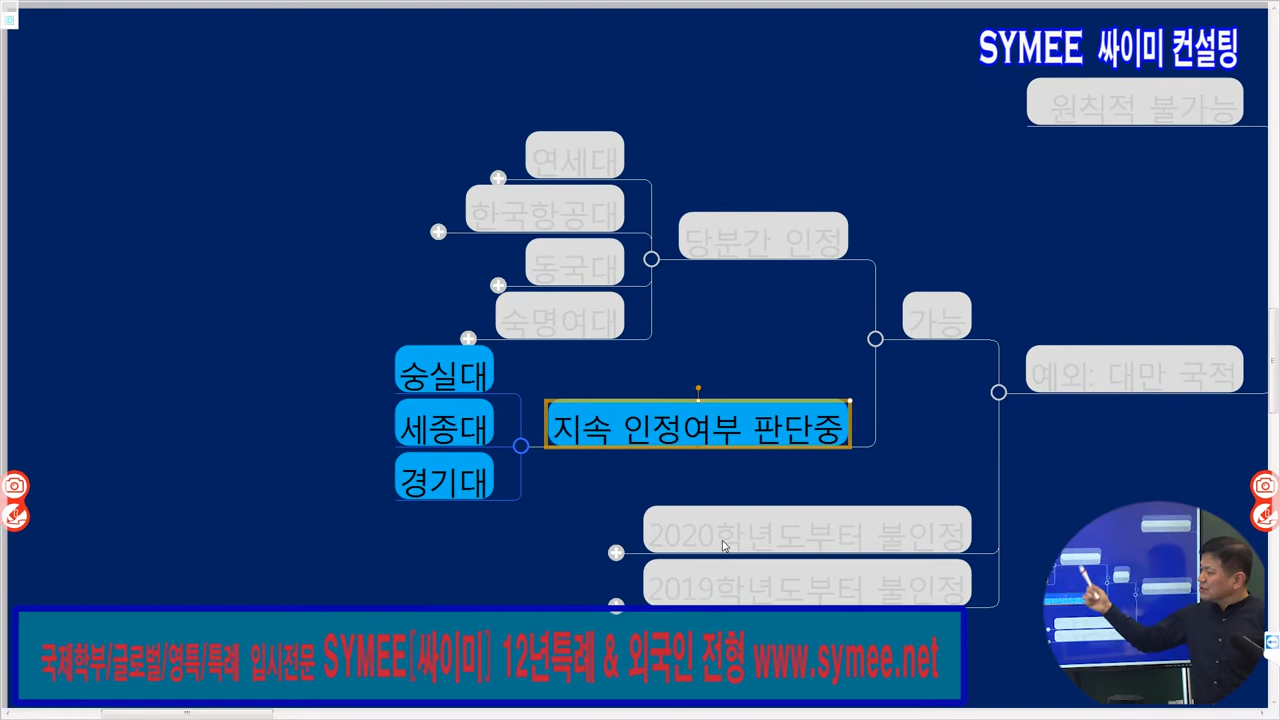 SYMEE 싸이미 컨설팅
원칙적 불가능
연세대
한국항공대
당분간 인정
동국대
숙명여대
가능
숭실대
예외: 대만 국적
세종대
지속 인정여부 판단중
경기대
2020학년도부터 불인정
2019학년도부터 불인정
국제학부/글로벌/영특/특례 입시전문 SYMEE[싸이미] 12년특례 & 외국인 전형 www.symee.net